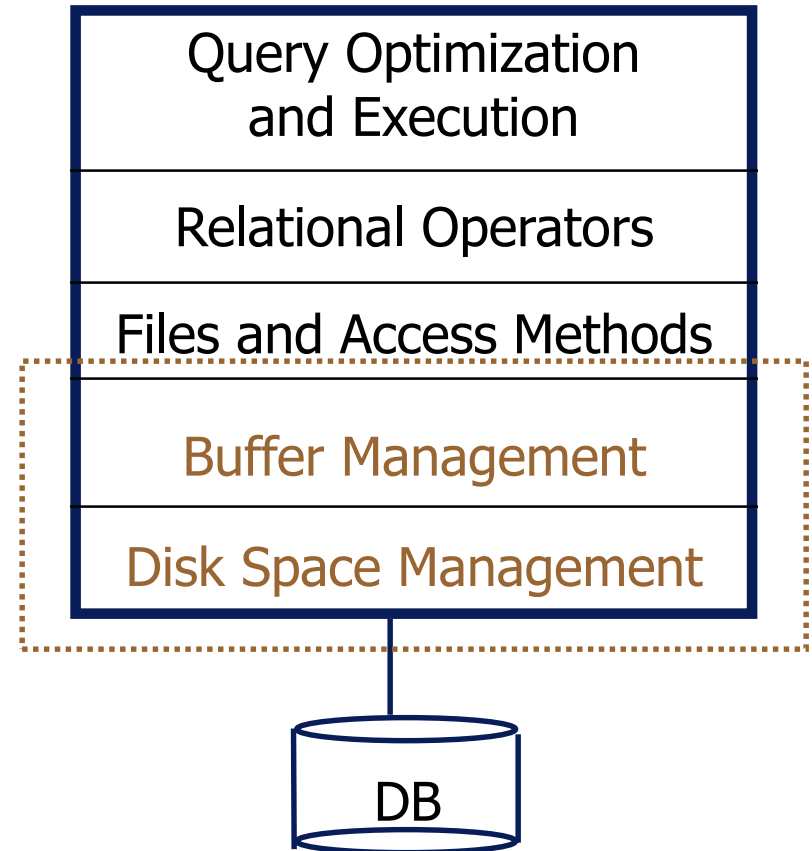 Query Optimization
and Execution
Relational Operators
Files and Access Methods
Buffer Management
Disk Space Management
DB